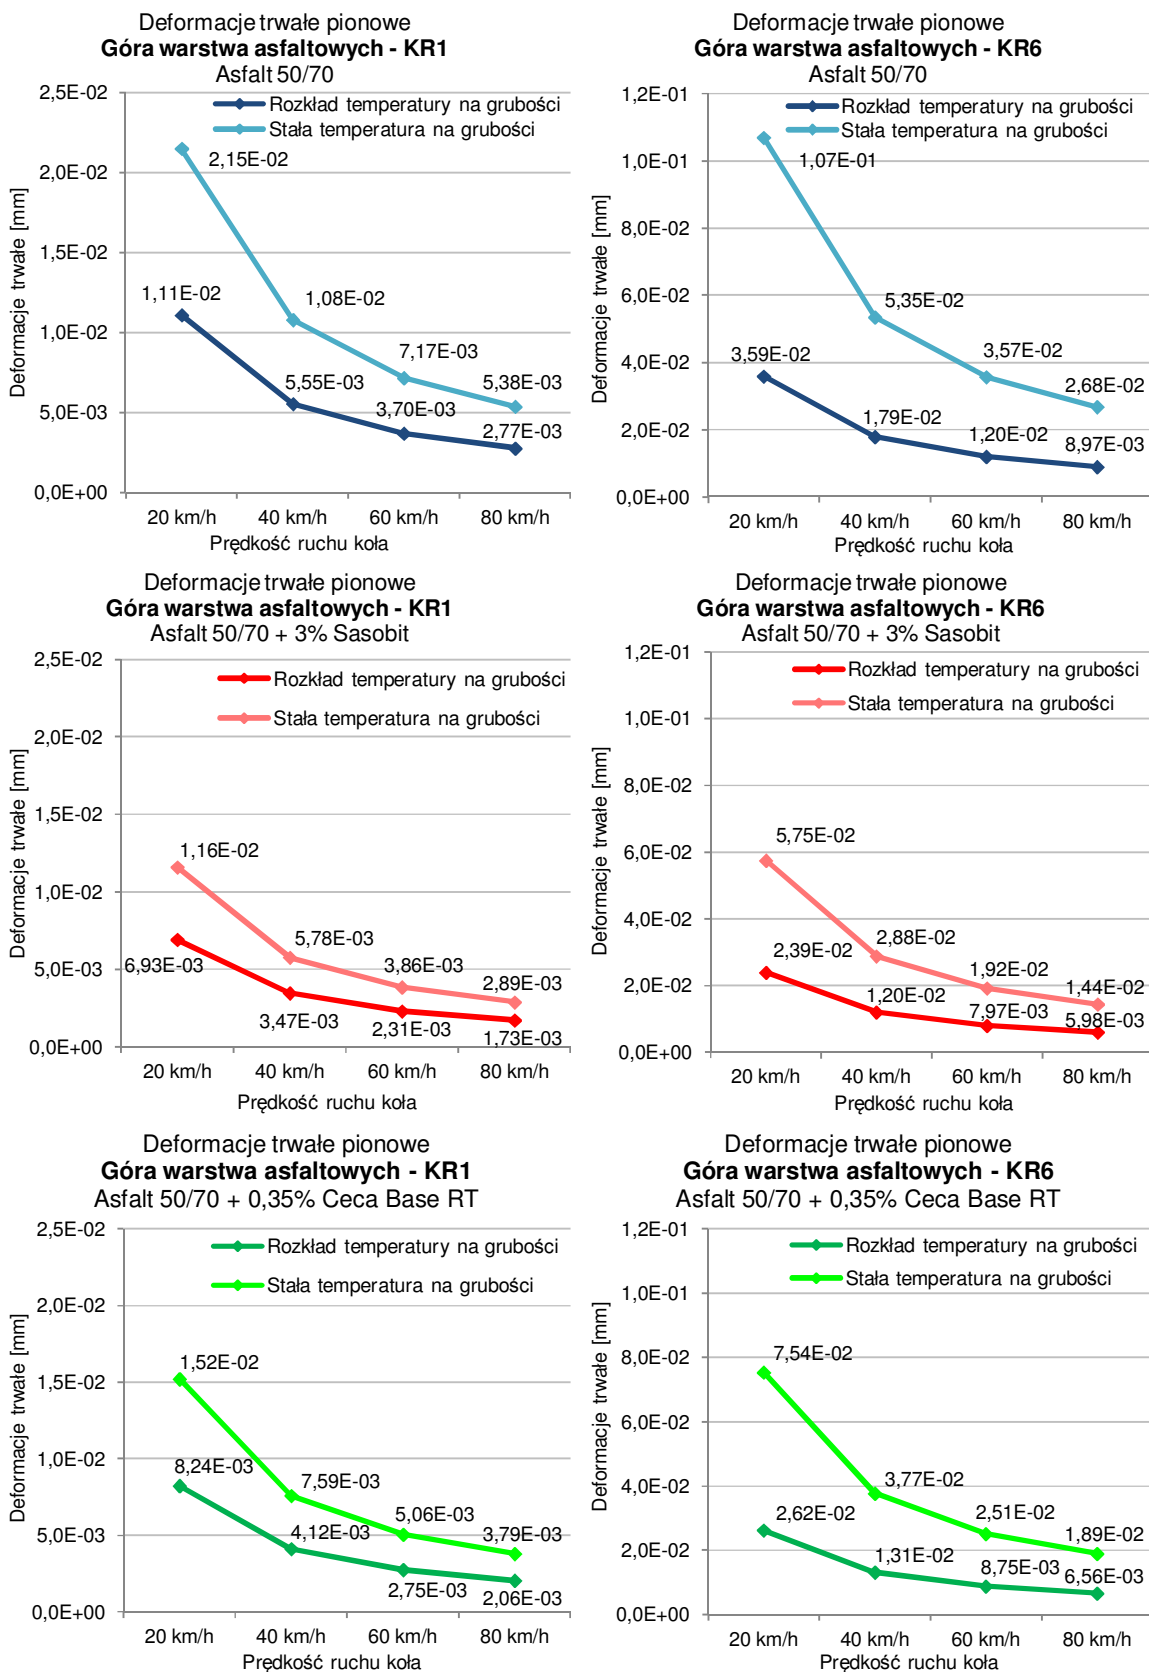 Deformacje trwałe pionowe
Góra warstwa asfaltowych - KR1
Asfalt 50/70
2,5E-02
2,0E-02
1,5E-02
1,0E-02
5,0E-03
0,0E+00
Deformacje trwałe [mm]
Rozkład temperatury na grubości
Stała temperatura na grubości
2,15E-02
1,08E-02
7,17E-03
5,38E-03
1,11E-02
5,55E-03
3,70E-03
2,77E-03
20 km/h 40 km/h 60 km/h 80 km/h
Prędkość ruchu koła
Deformacje trwałe pionowe
Góra warstwa asfaltowych - KR6
Asfalt 50/70
1,2E-01
1,0E-01
8,0E-02
6,0E-02
4,0E-02
2,0E-02
0,0E+00
Deformacje trwałe [mm]
Rozkład temperatury na grubości
Stała temperatura na grubości
1,07E-01
5,35E-02
3,57E-02
2,68E-02
3,59E-02
1,79E-02
1,20E-02
8,97E-03
20 km/h 40 km/h 60 km/h 80 km/h
Prędkość ruchu koła
Deformacje trwałe pionowe
Góra warstwa asfaltowych - KR1
Asfalt 50/70 + 3% Sasobit
2,5E-02
2,0E-02
1,5E-02
1,0E-02
5,0E-03
0,0E+00
Deformacje trwałe [mm]
Rozkład temperatury na grubości
Stała temperatura na grubości
1,16E-02
5,78E-03
3,86E-03
2,89E-03
6,93E-03
3,47E-03
2,31E-03
1,73E-03
20 km/h 40 km/h 60 km/h 80 km/h
Prędkość ruchu koła
Deformacje trwałe pionowe
Góra warstwa asfaltowych - KR6
Asfalt 50/70 + 3% Sasobit
1,2E-01
1,0E-01
8,0E-02
6,0E-02
4,0E-02
2,0E-02
0,0E+00
Deformacje trwałe [mm]
Rozkład temperatury na grubości
Stała temperatura na grubości
5,75E-02
2,88E-02
1,92E-02
1,44E-02
2,39E-02
1,20E-02
7,97E-03
5,98E-03
20 km/h 40 km/h 60 km/h 80 km/h
Prędkość ruchu koła
Deformacje trwałe pionowe
Góra warstwa asfaltowych - KR1
Asfalt 50/70 + 0,35% Ceca Base RT
2,5E-02
2,0E-02
1,5E-02
1,0E-02
5,0E-03
0,0E+00
Deformacje trwałe [mm]
Rozkład temperatury na grubości
Stała temperatura na grubości
1,52E-02
7,59E-03
5,06E-03
3,79E-03
8,24E-03
4,12E-03
2,75E-03
2,06E-03
20 km/h 40 km/h 60 km/h 80 km/h
Prędkość ruchu koła
Deformacje trwałe pionowe
Góra warstwa asfaltowych - KR6
Asfalt 50/70 + 0,35% Ceca Base RT
1,2E-01
1,0E-01
8,0E-02
6,0E-02
4,0E-02
2,0E-02
0,0E+00
Deformacje trwałe [mm]
Rozkład temperatury na grubości
Stała temperatura na grubości
7,54E-02
3,77E-02
2,51E-02
1,89E-02
2,62E-02
1,31E-02
8,75E-03
6,56E-03
20 km/h 40 km/h 60 km/h 80 km/h
Prędkość ruchu koła